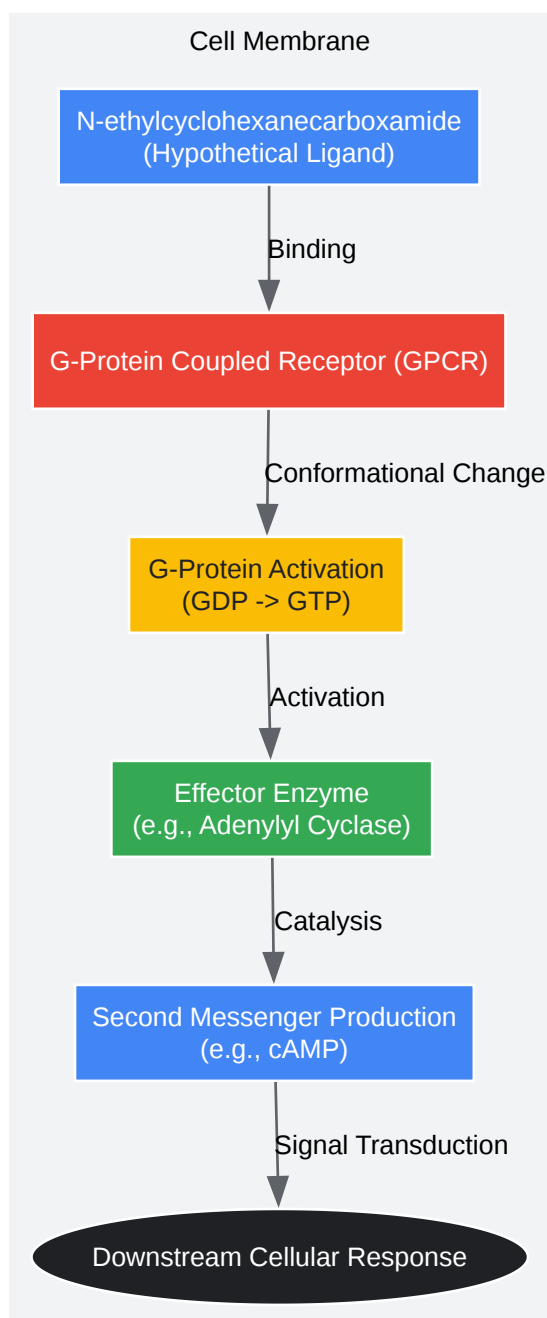 Cell Membrane
N-ethylcyclohexanecarboxamide
(Hypothetical Ligand)
Binding
G-Protein Coupled Receptor (GPCR)
Conformational Change
G-Protein Activation
(GDP -> GTP)
Activation
Effector Enzyme
(e.g., Adenylyl Cyclase)
Catalysis
Second Messenger Production
(e.g., cAMP)
Signal Transduction
Downstream Cellular Response